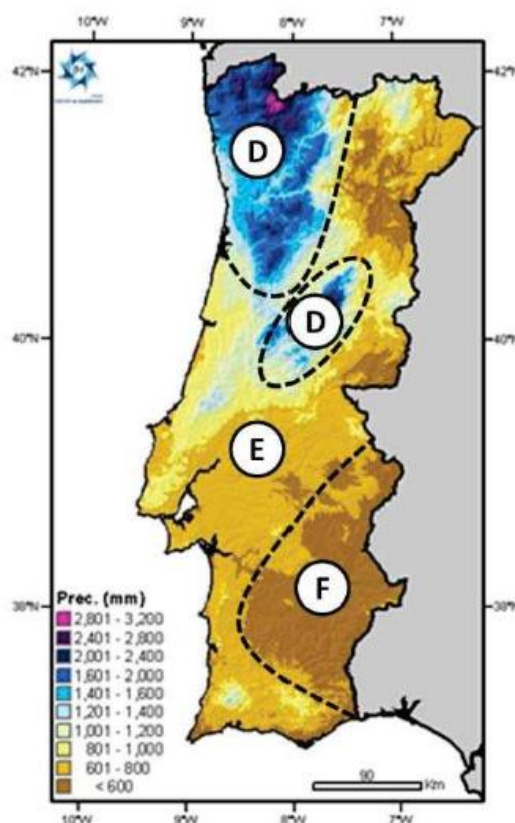 10°W 9°W 8°W 7°W
42°N 42°N
D
D
40°N 40°N
E
F
38°N 38°N
Prec. (mm)
2,801 - 3,200
2,401 - 2,800
2,001 - 2,400
1,601 - 2,000
1,401 - 1,600
1,201 - 1,400
1,001 - 1,200
801 - 1,000
601 - 800
< 600
90
Km
10°W 9°W 8°W 7°W